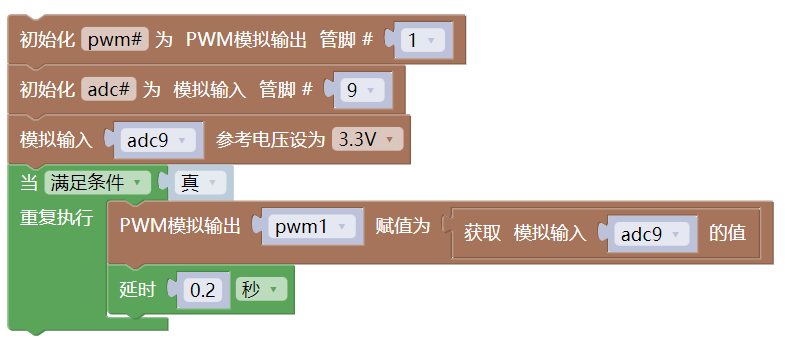 初始化 pwm# 为 PWM模拟输出 管脚 # 1
初始化 adc# 为 模拟输入 管脚 # 9
模拟输入 adc9 参考电压设为 3.3V
当 满足条件 真
重复执行
PWM模拟输出 pwm1 赋值为 获取 模拟输入 adc9 的值
延时 0.2 秒